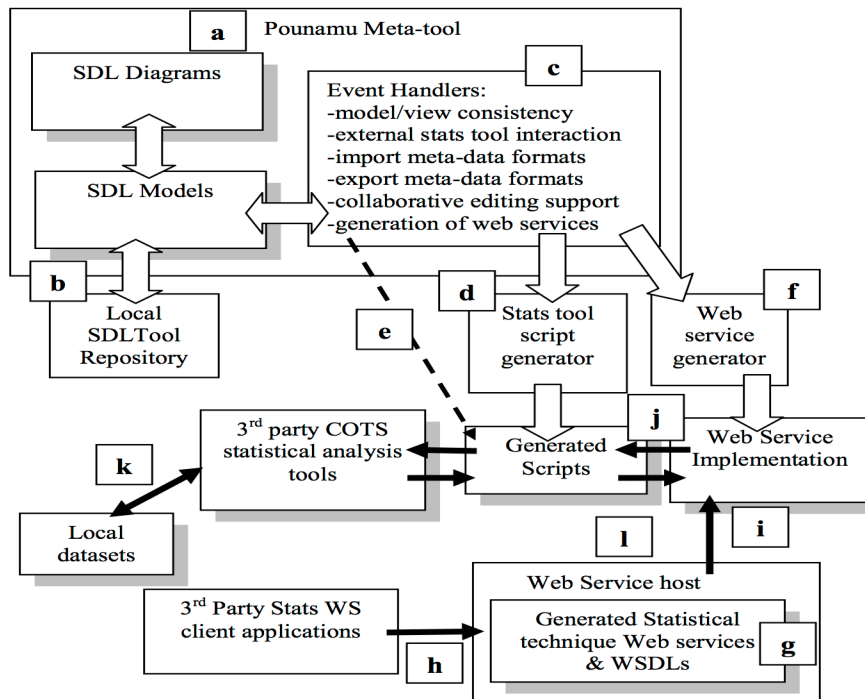 a
Pounamu Meta-tool
SDL Diagrams
c
Event Handlers:
-model/view consistency
-external stats tool interaction
-import meta-data formats
-export meta-data formats
-collaborative editing support
-generation of web services
SDL Models
b
Local
SDLTool
Repository
d
Stats tool
script
generator
f
Web
service
generator
e
3rd party COTS
statistical analysis
tools
j
Generated
Scripts
Web Service
Implementation
k
Local
datasets
l
i
3rd Party Stats WS
client applications
h
Web Service host
Generated Statistical
technique Web services
& WSDLs
g